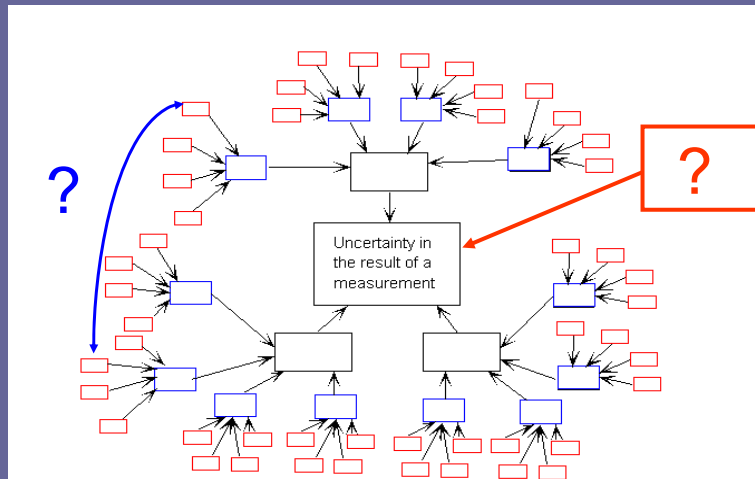 ?
?
Uncertainty in
the result of a
measurement